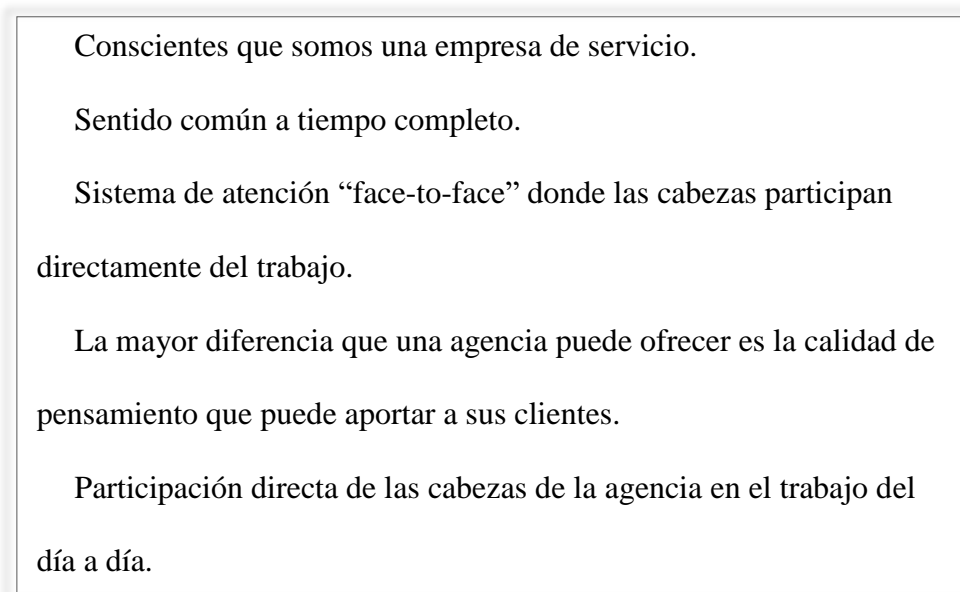 Conscientes que somos una empresa de servicio.
Sentido común a tiempo completo.
Sistema de atención “face-to-face” donde las cabezas participan
directamente del trabajo.
La mayor diferencia que una agencia puede ofrecer es la calidad de
pensamiento que puede aportar a sus clientes.
Participación directa de las cabezas de la agencia en el trabajo del
día a día.